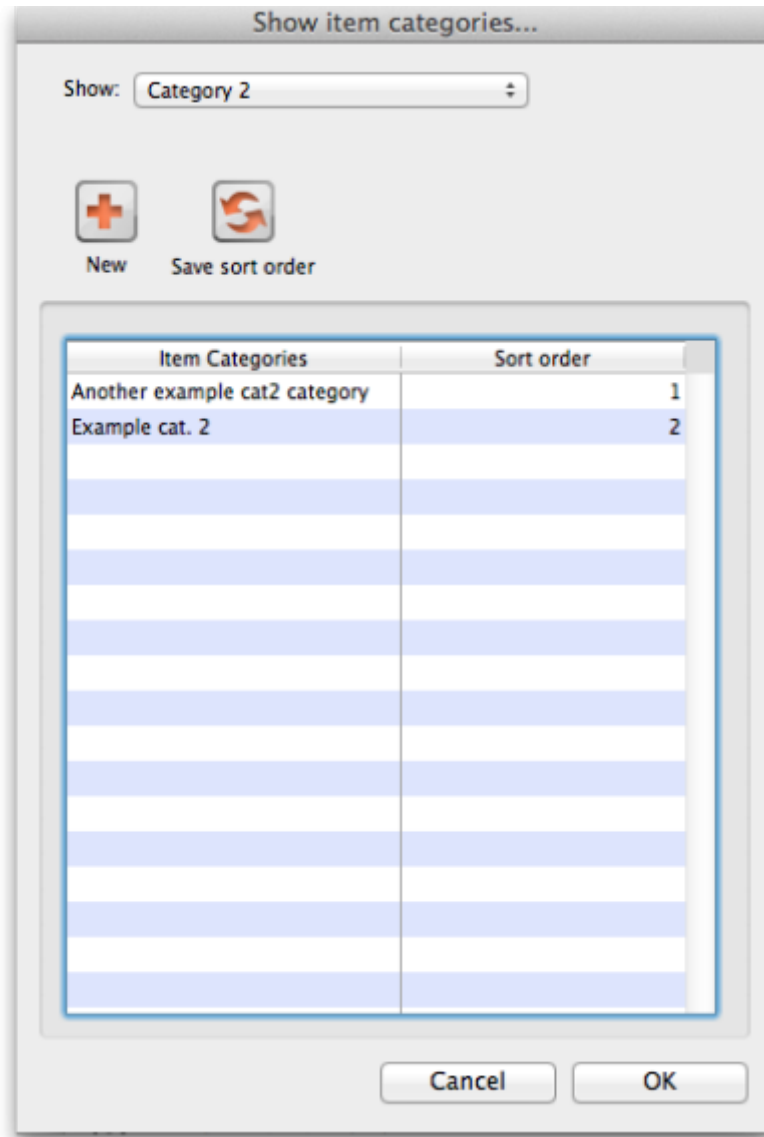 Show item categories...
Show: Category 2
New Save sort order
Item Categories Sort order
Another example cat2 category 1
Example cat. 2 2
Cancel OK